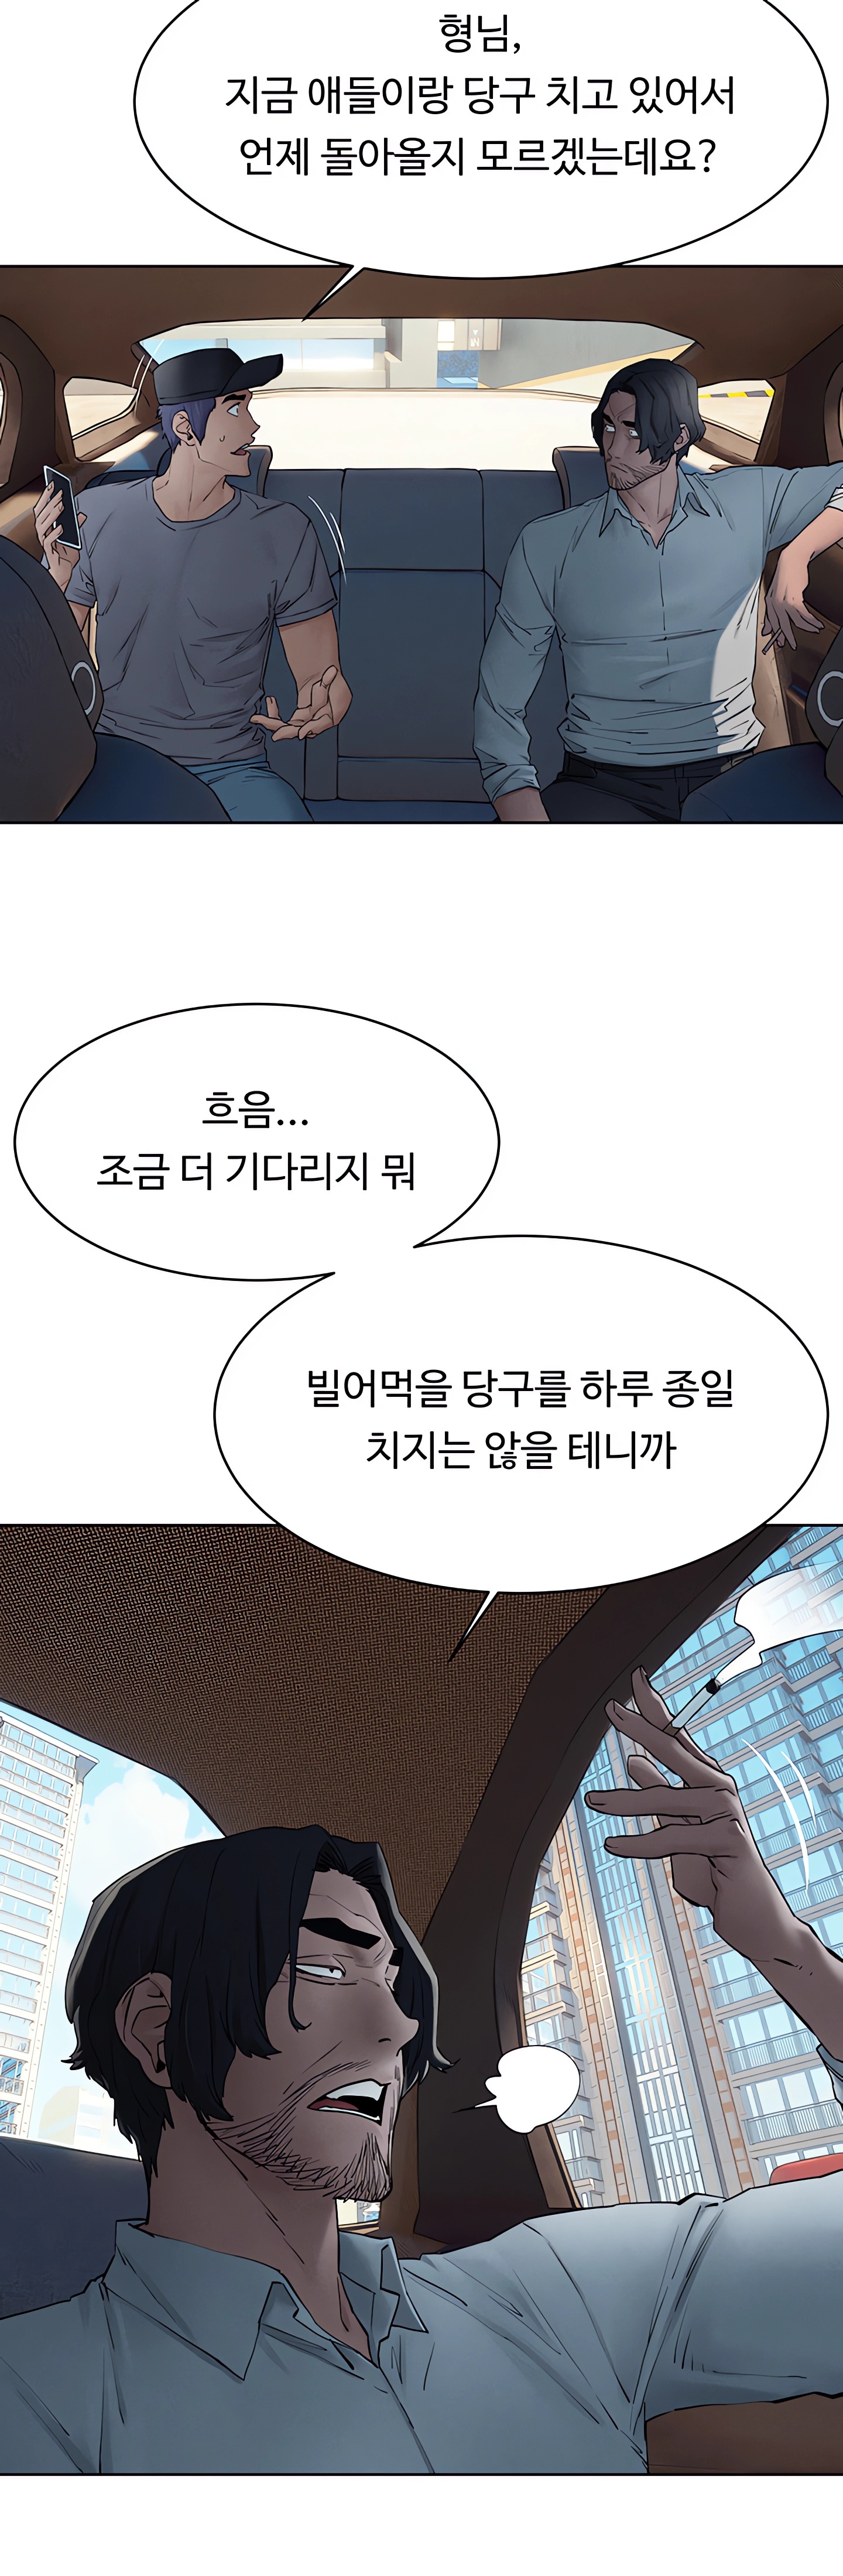 형님,
지금 애들이랑 당구 치고 있어서
언제 돌아올지 모르겠는데요?
IN
흐음...
조금 더 기다리지 뭐
빌어먹을 당구를 하루 종일
치지는 않을 테니까